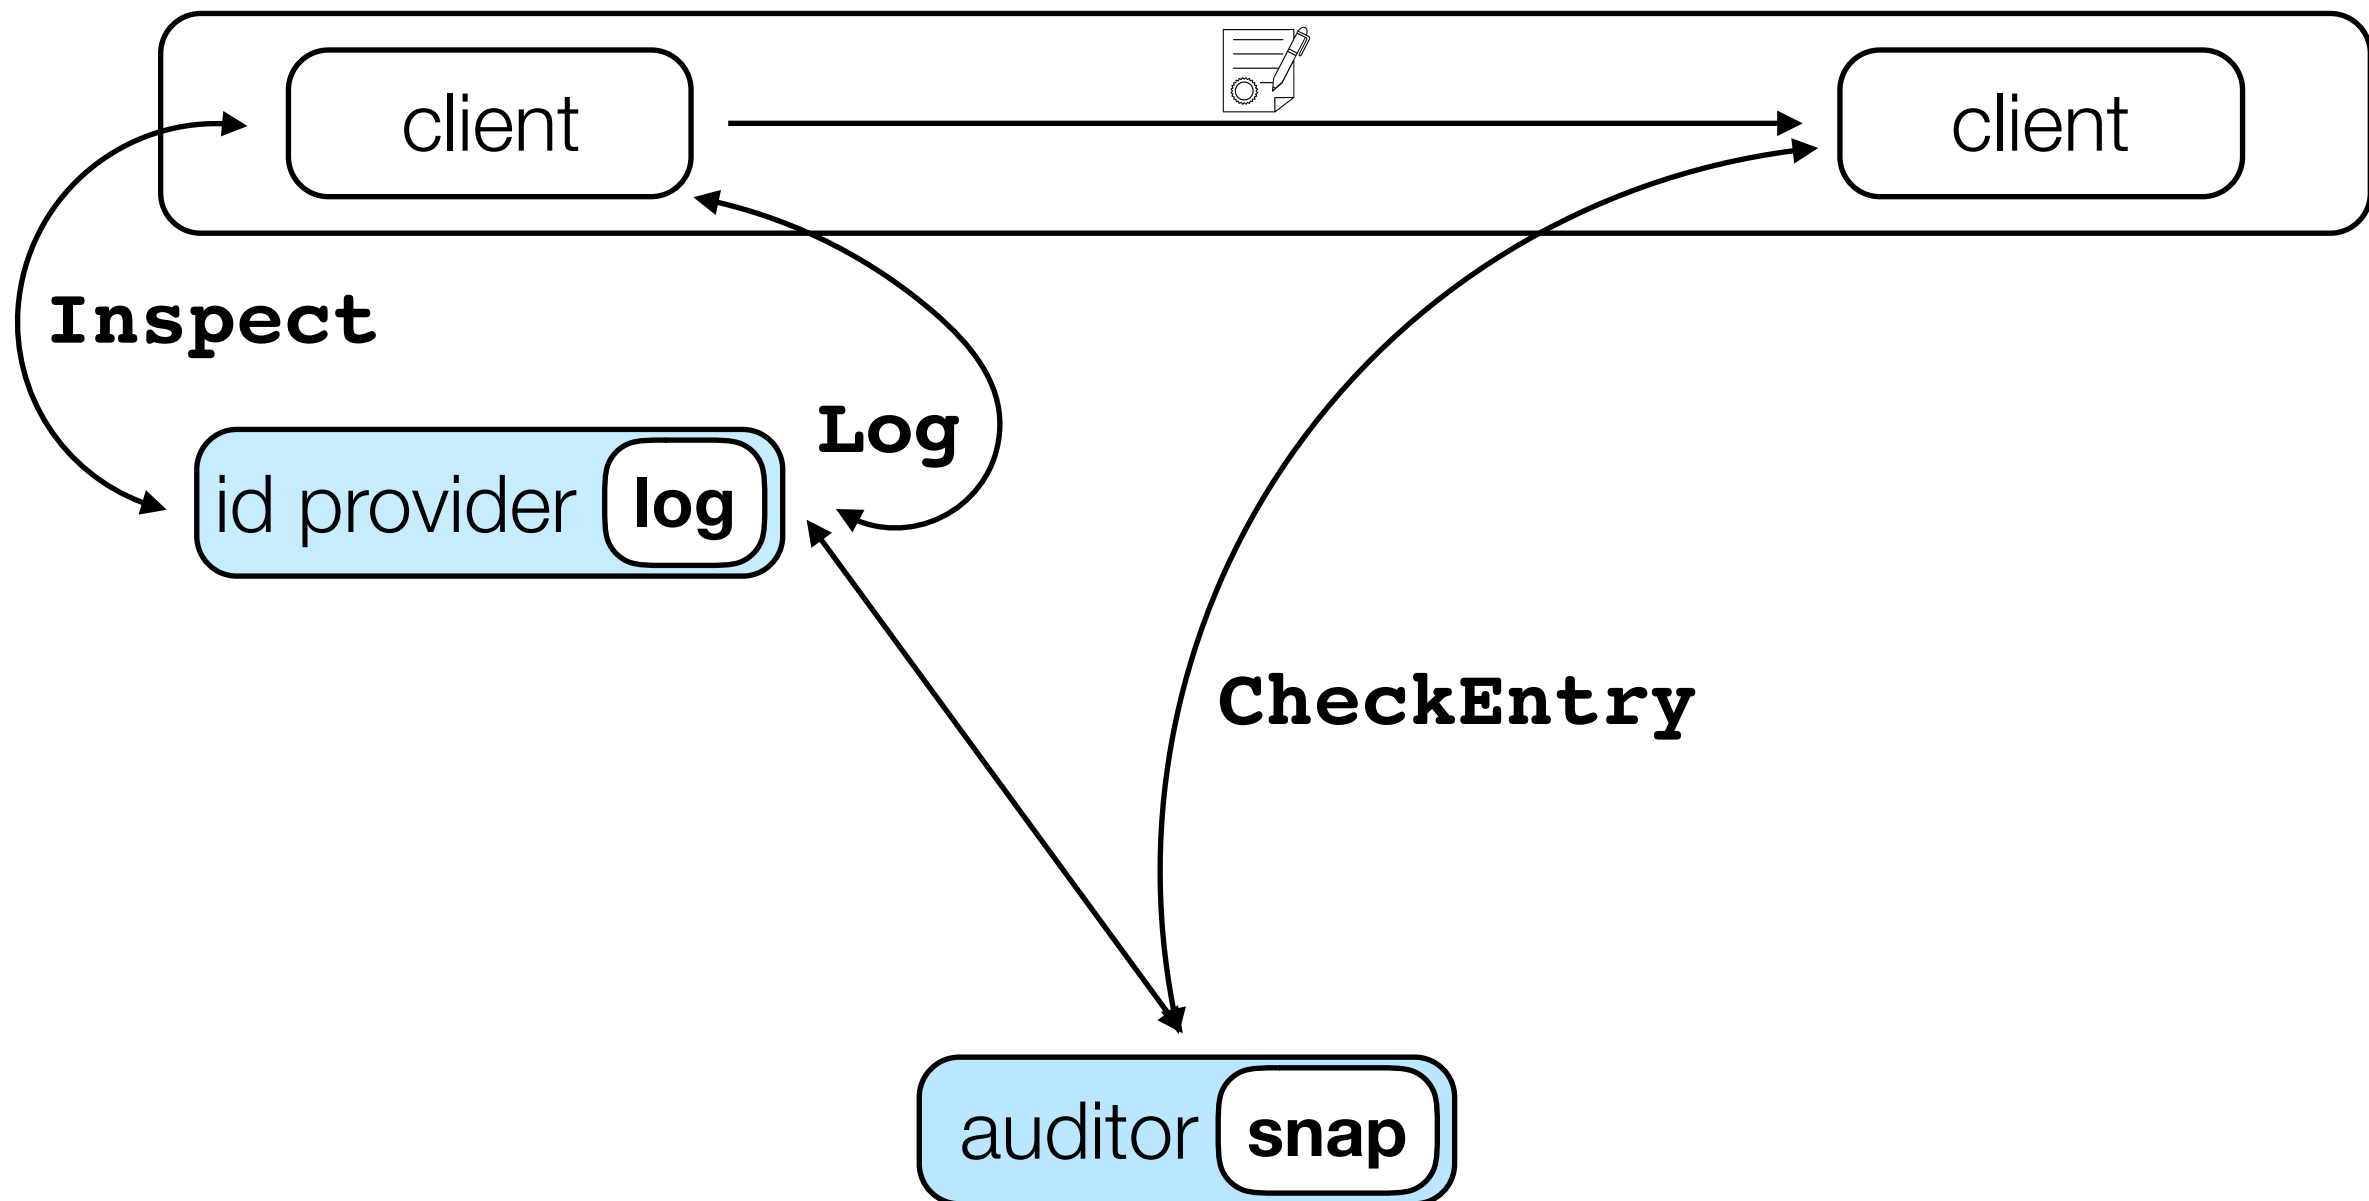 client
client
Inspect
Log
id provider
log
CheckEntry
auditor
snap